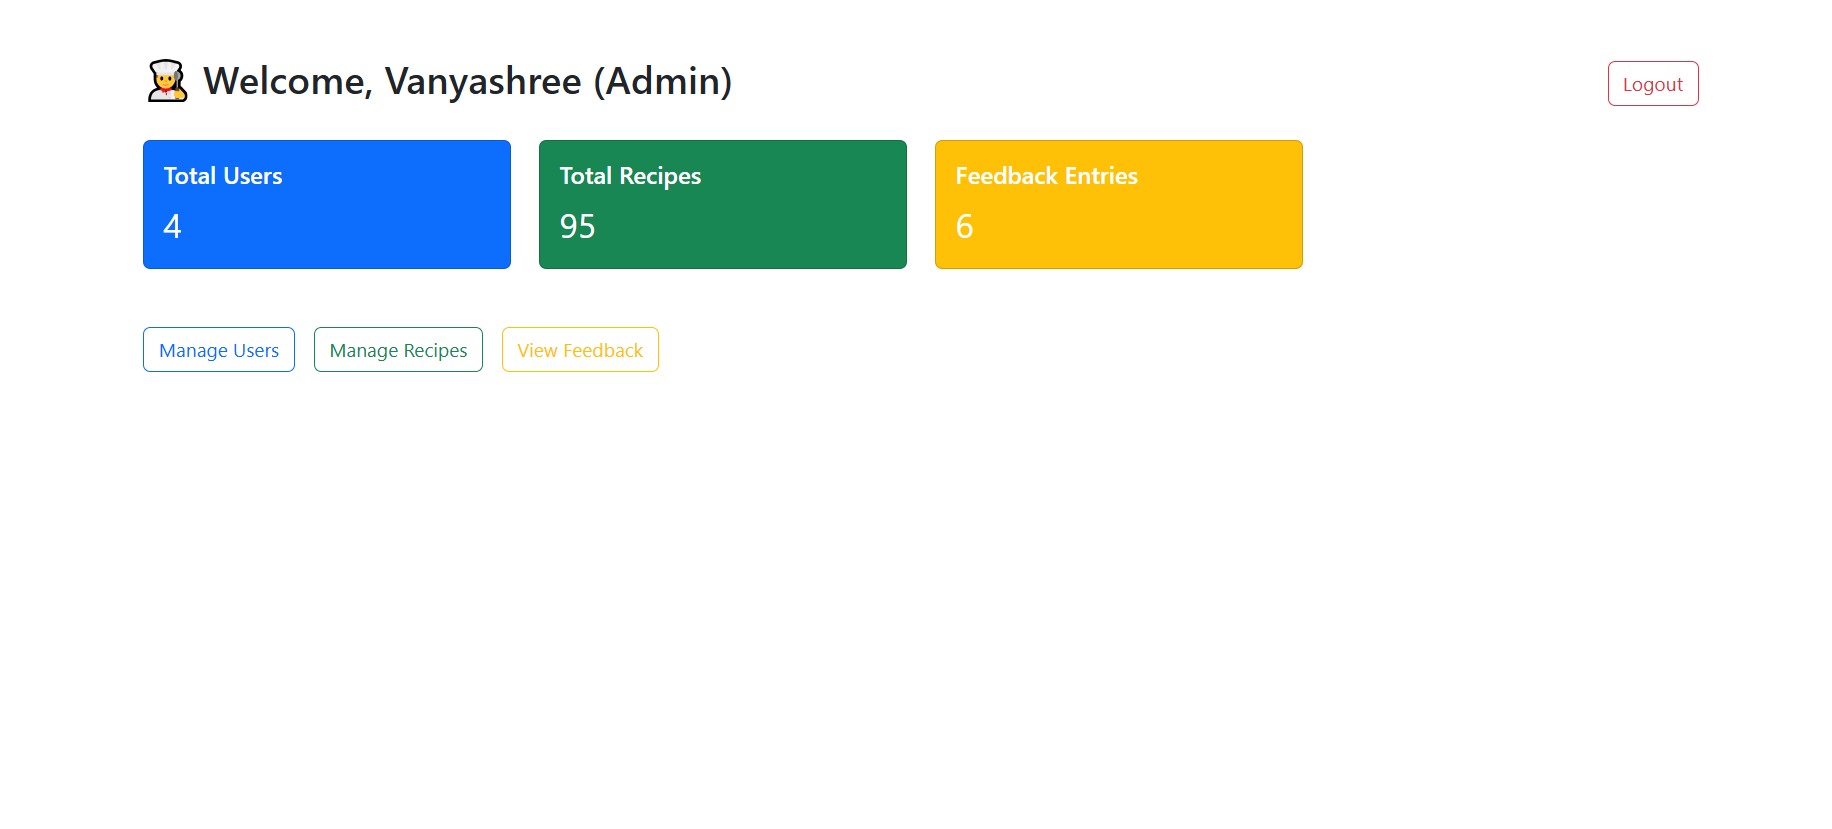 Welcome, Vanyashree (Admin)
Logout
Total Users
4
Total Recipes
95
Feedback Entries
6
Manage Users
Manage Recipes
View Feedback